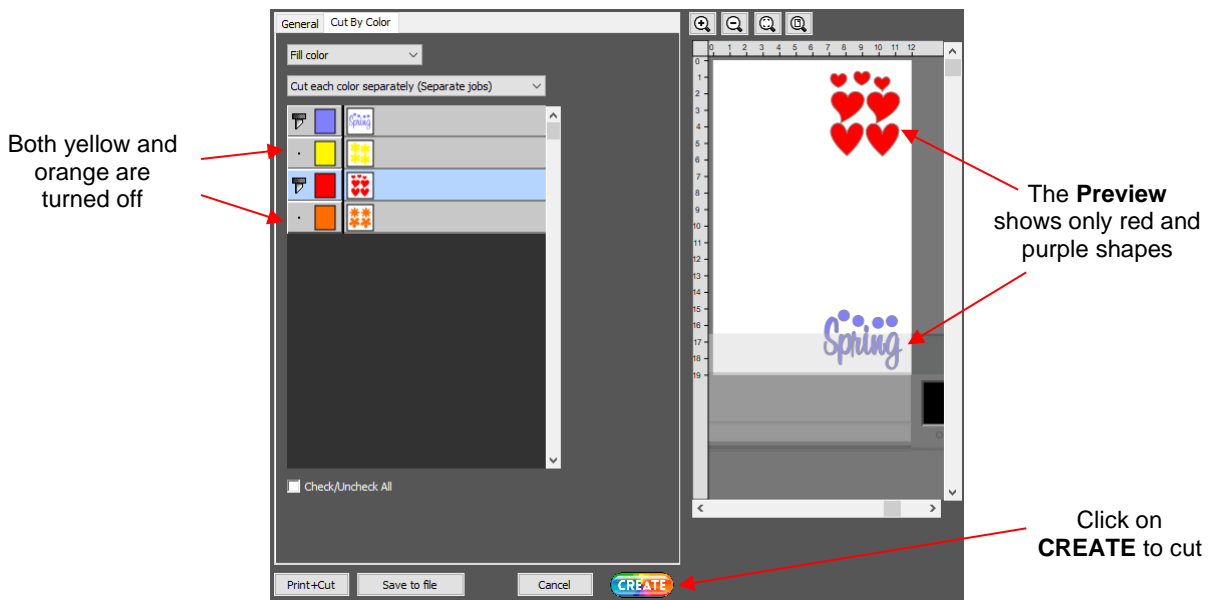 General Cut By Color
Fill color
Cut each color separately (Separate jobs)
Spring
Both yellow and
orange are
turned off
0 1 2 3 4 5 6 7 8 9 10 11 12
0
1
2
3
4
5
6
7
8
9
10
11
12
13
14
15
16
17
18
19
Spring
The Preview
shows only red and
purple shapes
Check/Uncheck All
Click on
CREATE to cut
Print+Cut Save to file Cancel CREATE